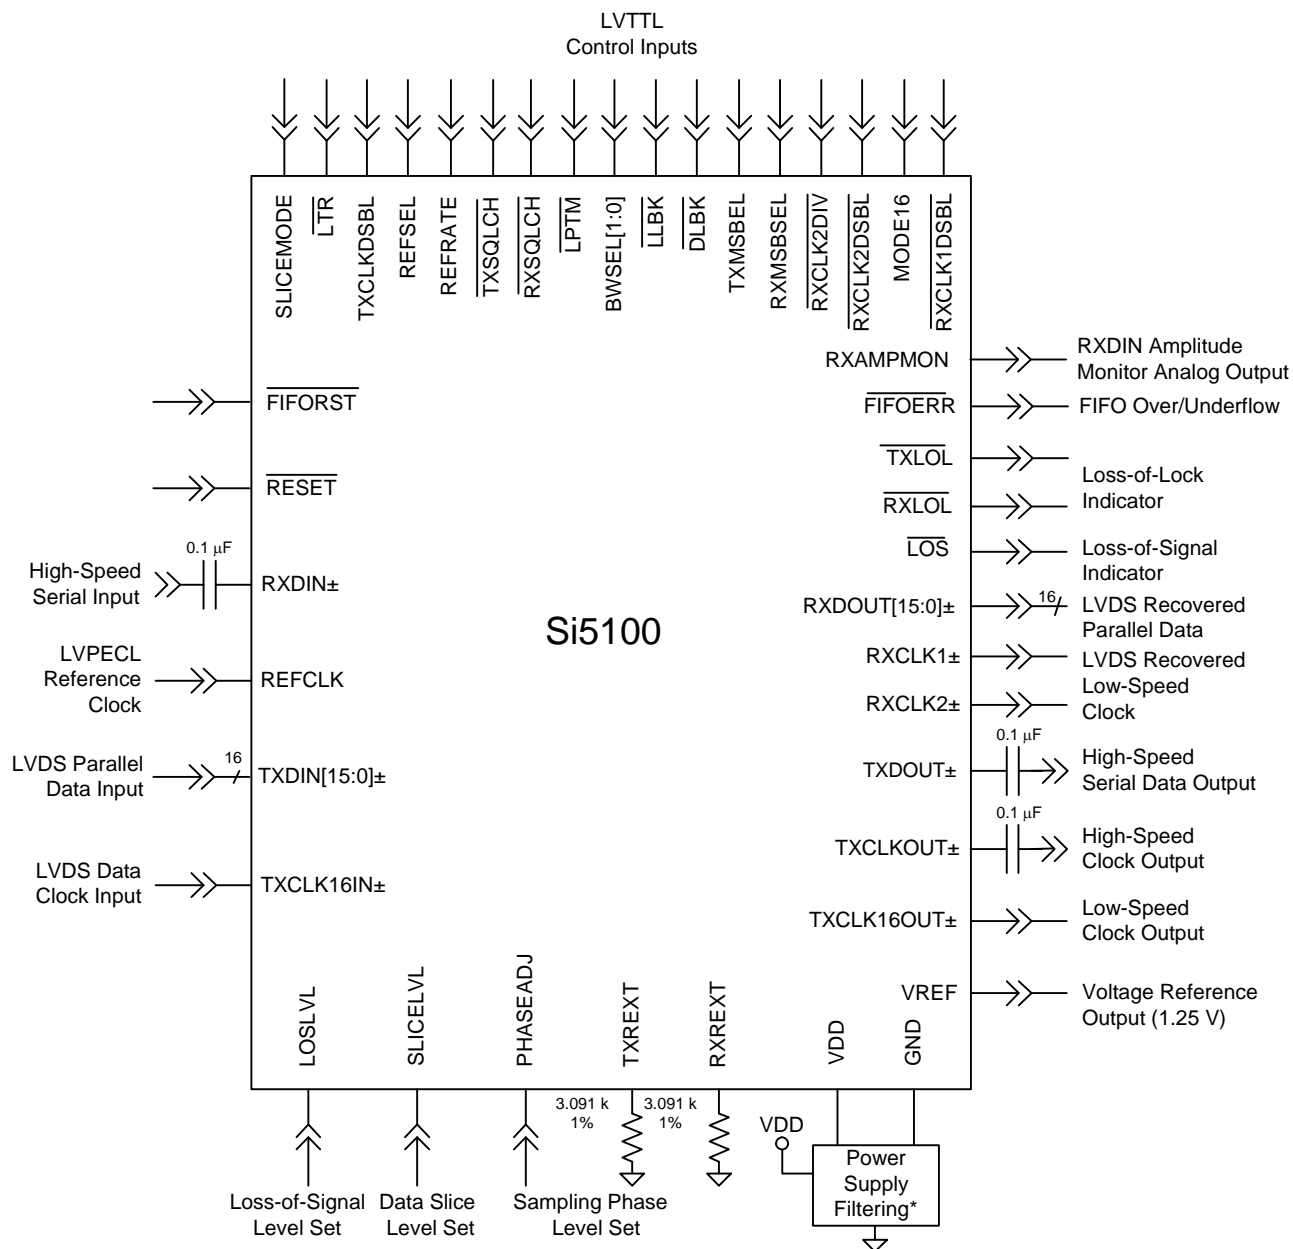 LVTTL
Control Inputs
SLICEMODE
LTR
TXCLKDSBL
REFSEL
REFRATE
TXSQLCH
RXSQLCH
LPTM
BWSEL[1:0]
LLBK
DLBK
TXMSBEL
RXMSBSEL
RXCLK2DIV
RXCLK2DSBL
MODE16
RXCLK1DSBL
FIFORST
RESET
0.1 μF
High-Speed
Serial Input
RXDIN±
LVPECL
Reference
Clock
REFCLK
LVDS Parallel
Data Input
16
TXDIN[15:0]±
LVDS Data
Clock Input
TXCLK16IN±
Si5100
RXAMPMON
RXDIN Amplitude
Monitor Analog Output
FIFOERR
FIFO Over/Underflow
TXLOL
RXLOL
Loss-of-Lock
Indicator
LOS
Loss-of-Signal
Indicator
RXDOUT[15:0]±
16
LVDS Recovered
Parallel Data
RXCLK1±
RXCLK2±
LVDS Recovered
Low-Speed
Clock
0.1 μF
TXDOUT±
High-Speed
Serial Data Output
0.1 μF
TXCLKOUT±
High-Speed
Clock Output
TXCLK16OUT±
Low-Speed
Clock Output
VREF
Voltage Reference
Output (1.25 V)
LOSLVL
SLICELVL
PHASEADJ
TXREXT
RXREXT
VDD
GND
3.091 k
1%
3.091 k
1%
VDD
Power
Supply
Filtering*
Loss-of-Signal
Level Set
Data Slice
Level Set
Sampling Phase
Level Set